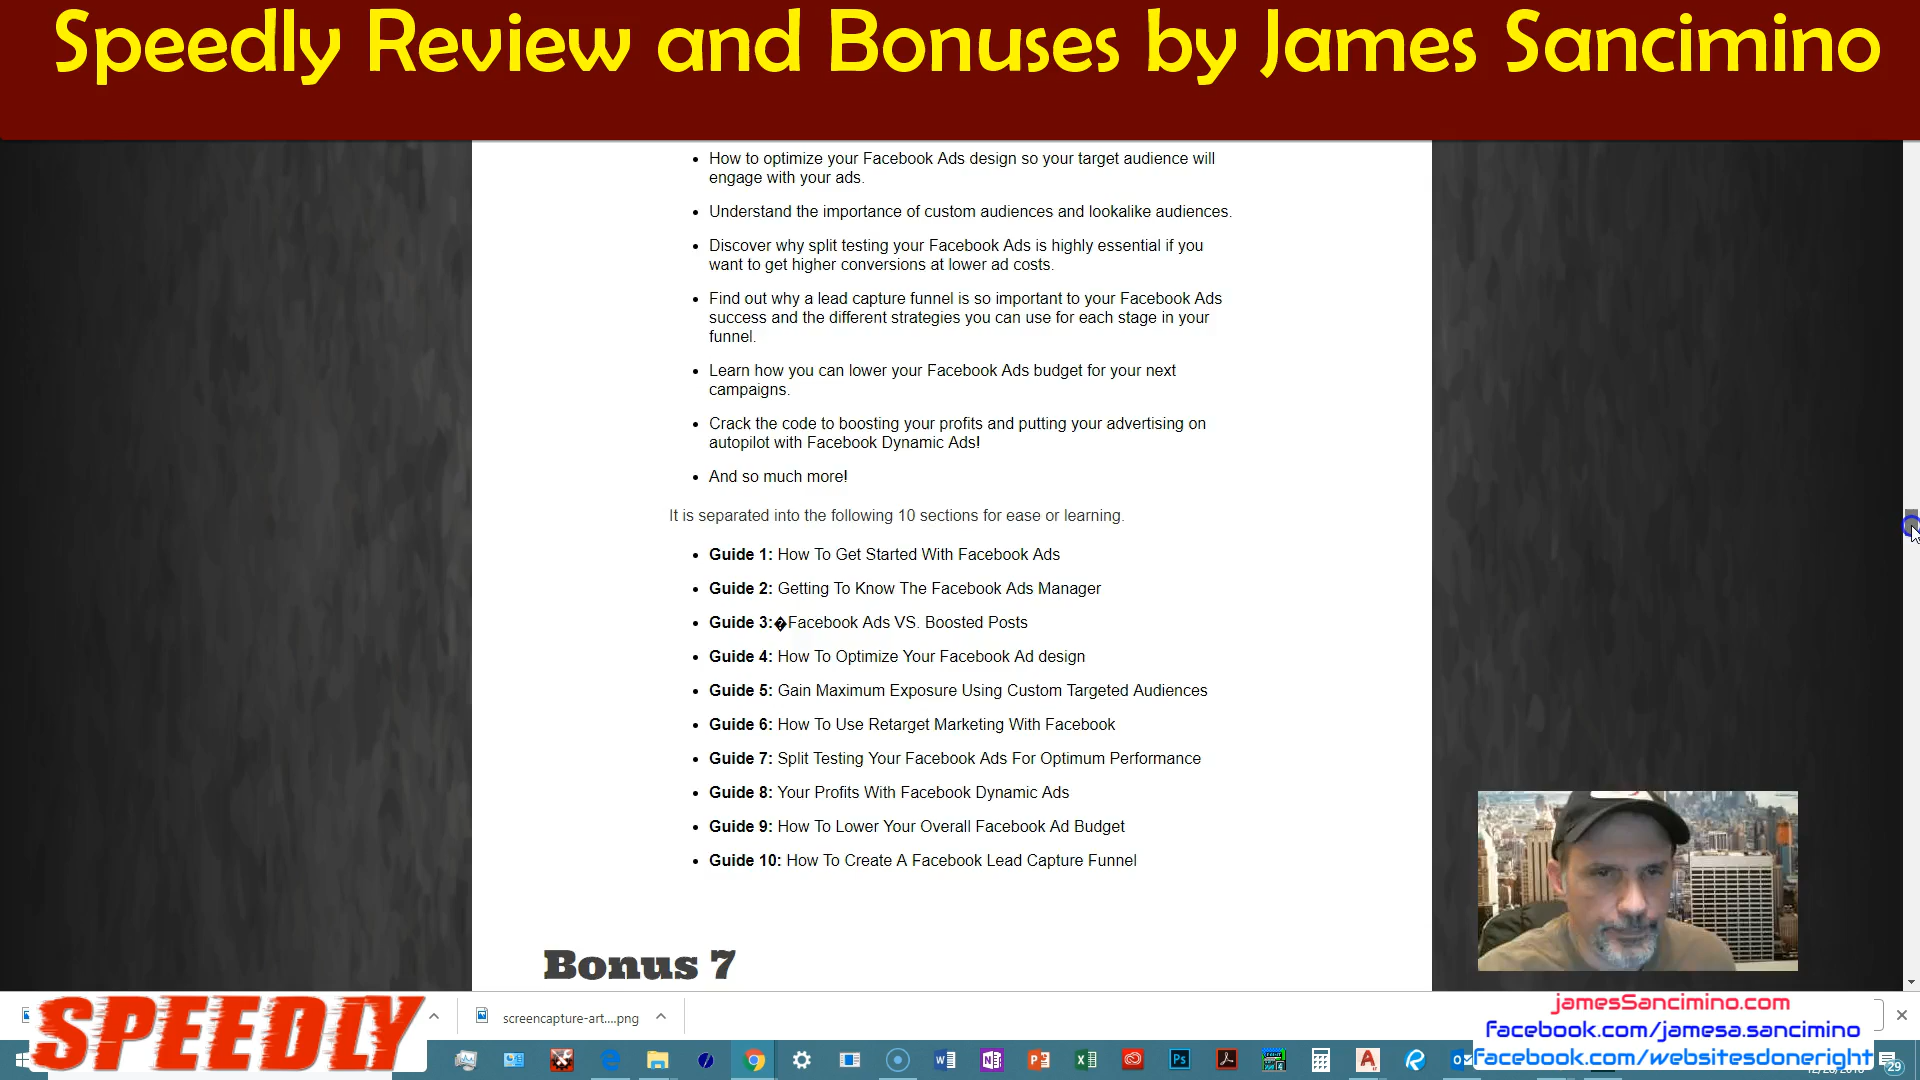 Speedly Review and Bonuses by James Sancimino
How to optimize your Facebook Ads design so your target audience will
engage with your ads.
Understand the importance of custom audiences and lookalike audiences.
Discover why split testing your Facebook Ads is highly essential if you
want to get higher conversions at lower ad costs.
Find out why a lead capture funnel is so important to your Facebook Ads
success and the different strategies you can use for each stage in your
funnel.
Learn how you can lower your Facebook Ads budget for your next
campaigns.
Crack the code to boosting your profits and putting your advertising on
autopilot with Facebook Dynamic Ads!
And so much more!
It is separated into the following 10 sections for ease or learning.
Guide 1: How To Get Started With Facebook Ads
Guide 2: Getting To Know The Facebook Ads Manager
Guide 3:�Facebook Ads VS. Boosted Posts
Guide 4: How To Optimize Your Facebook Ad design
Guide 5: Gain Maximum Exposure Using Custom Targeted Audiences
Guide 6: How To Use Retarget Marketing With Facebook
Guide 7: Split Testing Your Facebook Ads For Optimum Performance
Guide 8: Your Profits With Facebook Dynamic Ads
Guide 9: How To Lower Your Overall Facebook Ad Budget
Guide 10: How To Create A Facebook Lead Capture Funnel
Bonus 7
SPEEDLY
screencapture-art....png
jamesSancimino.com
facebook.com/jamesa.sancimino
facebook.com/websitesdoneright
29